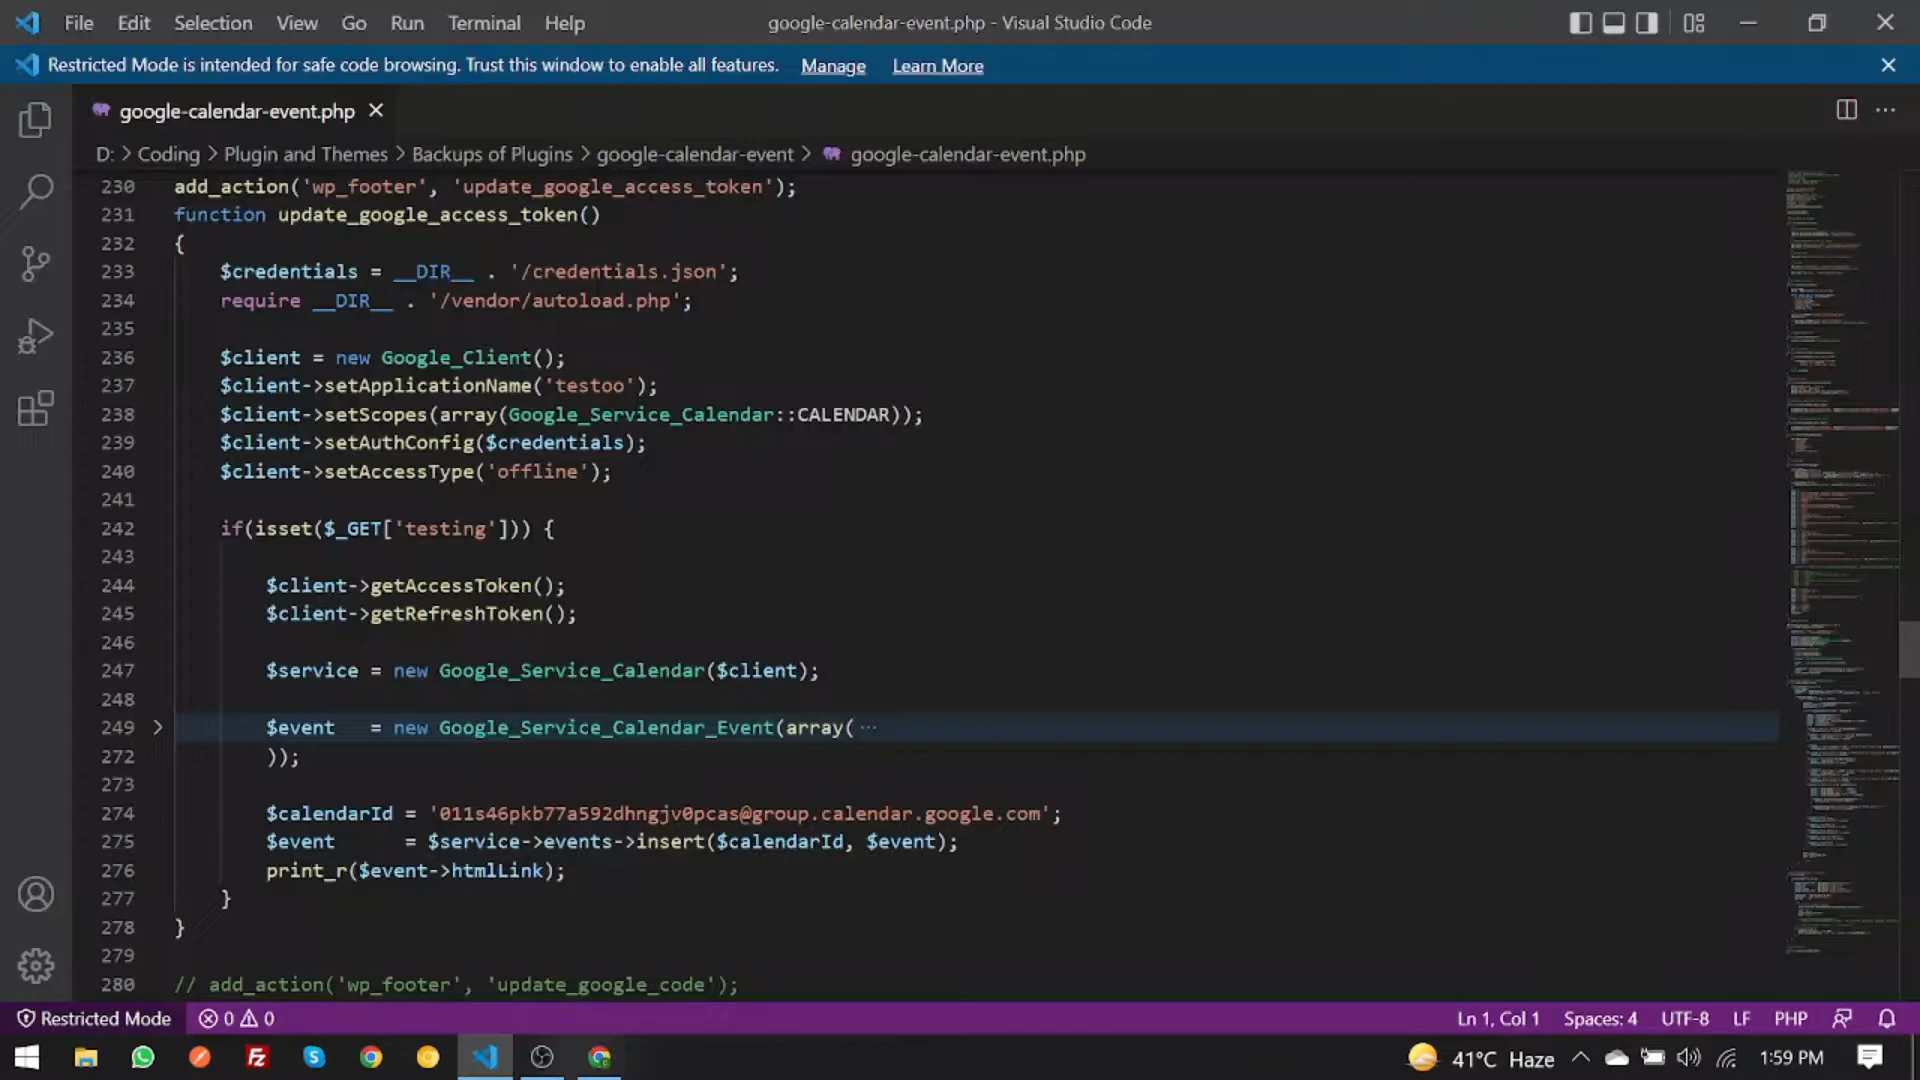 File Edit Selection View Go Run Terminal Help google-calendar-event.php - Visual Studio Code
Restricted Mode is intended for safe code browsing. Trust this window to enable all features. Manage Learn More
google-calendar-event.php
D: > Coding > Plugin and Themes > Backups of Plugins > google-calendar-event > google-calendar-event.php
230 add_action('wp_footer', 'update_google_access_token');
231 function update_google_access_token()
232 {
233 $credentials = __DIR__ . '/credentials.json';
234 require __DIR__ . '/vendor/autoload.php';
235
236 $client = new Google_Client();
237 $client->setApplicationName('testoo');
238 $client->setScopes(array(Google_Service_Calendar::CALENDAR));
239 $client->setAuthConfig($credentials);
240 $client->setAccessType('offline');
241
242 if(isset($_GET['testing'])) {
243
244 $client->getAccessToken();
245 $client->getRefreshToken();
246
247 $service = new Google_Service_Calendar($client);
248
249 $event = new Google_Service_Calendar_Event(array( ···
272 ));
273
274 $calendarId = '011s46pkb77a592dhngjv0pcas@group.calendar.google.com';
275 $event = $service->events->insert($calendarId, $event);
276 print_r($event->htmlLink);
277 }
278 }
279
280 // add_action('wp_footer', 'update_google_code');
Restricted Mode 0 0 Ln 1, Col 1 Spaces: 4 UTF-8 LF PHP
41°C Haze 1:59 PM